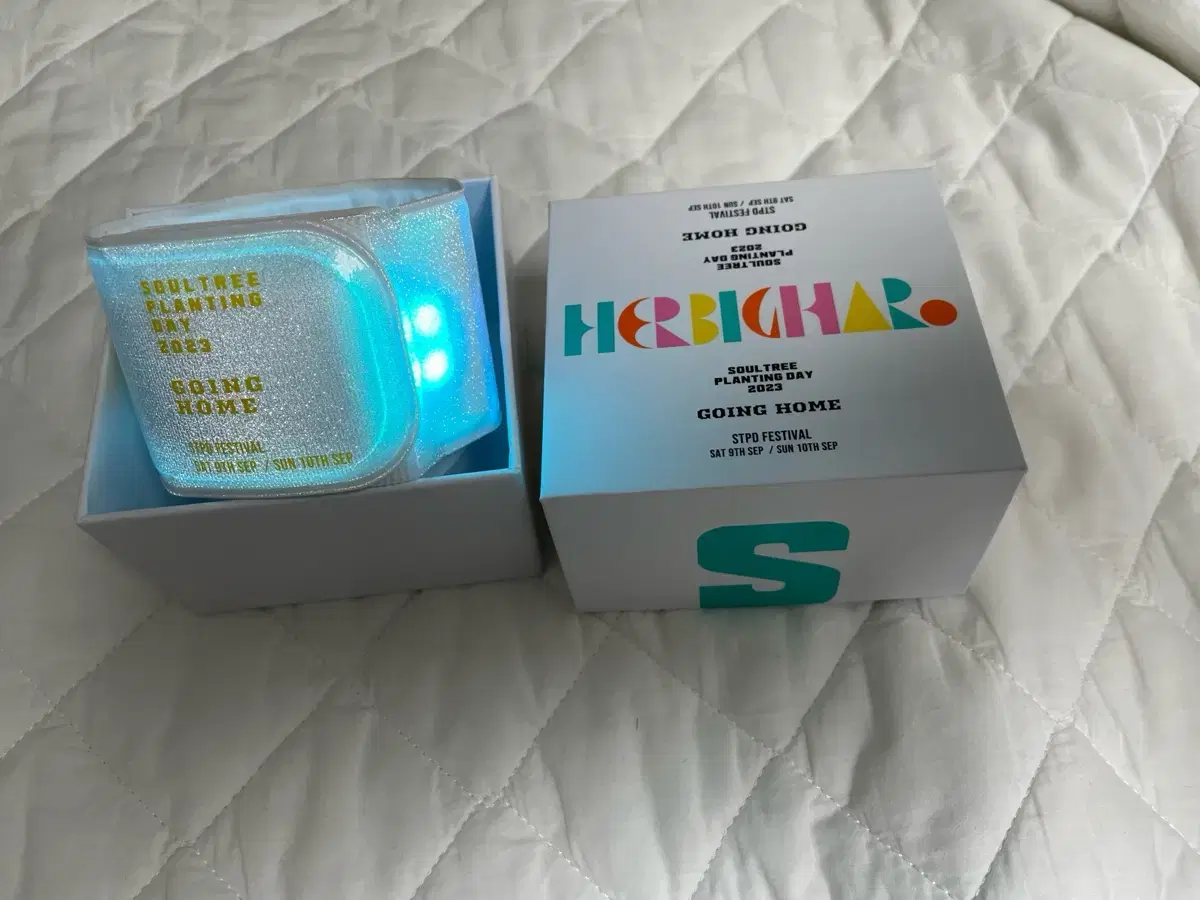 SOULTREE
PLANTING
DAY
2023
GOING
HOME
STPD FESTIVAL
SAT 9TH SEP / SUN 10TH SEP
SAT 9TH SEP / SUN 10TH SEP
STPD FESTIVAL
GOING HOME
2023
PLANTING DAY
SOULTREE
HERBIGHARO
SOULTREE
PLANTING DAY
2023
GOING HOME
STPD FESTIVAL
SAT 9TH SEP / SUN 10TH SEP
S